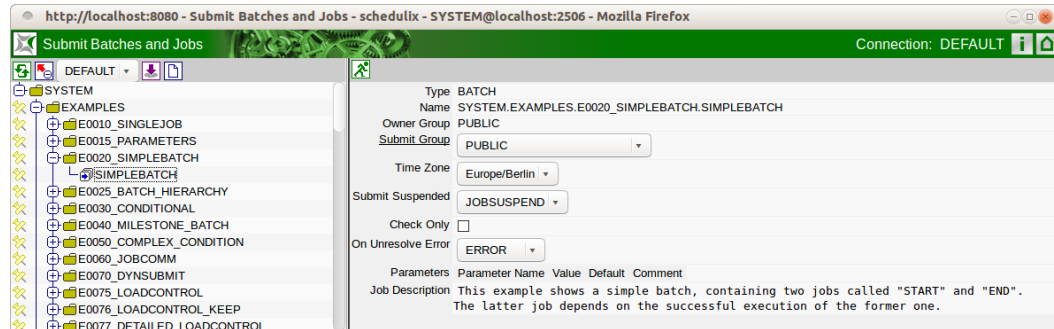 http://localhost:8080 - Submit Batches and Jobs - schedulix - SYSTEM@localhost:2506 - Mozilla Firefox
Submit Batches and Jobs
Connection: DEFAULT
DEFAULT
SYSTEM
EXAMPLES
E0010_SINGLEJOB
E0015_PARAMETERS
E0020_SIMPLEBATCH
SIMPLEBATCH
E0025_BATCH_HIERARCHY
E0030_CONDITIONAL
E0040_MILESTONE_BATCH
E0050_COMPLEX_CONDITION
E0060_JOBCOMM
E0070_DYNSUBMIT
E0075_LOADCONTROL
E0076_LOADCONTROL_KEEP
E0077_DETAILED_LOADCONTROL
Type BATCH
Name SYSTEM.EXAMPLES.E0020_SIMPLEBATCH.SIMPLEBATCH
Owner Group PUBLIC
Submit Group PUBLIC
Time Zone Europe/Berlin
Submit Suspended JOBSUSPEND
Check Only
On Unresolve Error ERROR
Parameters Parameter Name Value Default Comment
Job Description This example shows a simple batch, containing two jobs called "START" and "END".
The latter job depends on the successful execution of the former one.